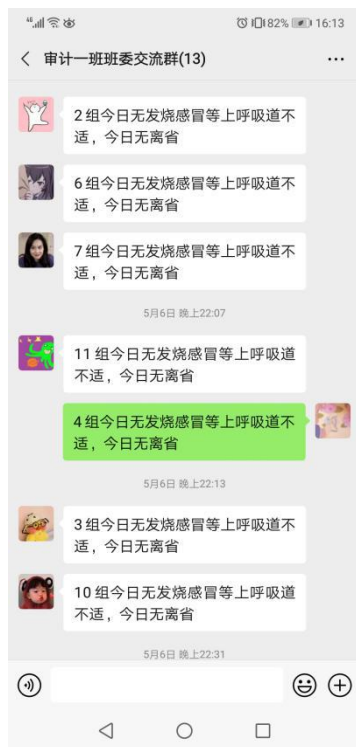 82% 16:13
审计一班班委交流群(13)
2组今日无发烧感冒等上呼吸道不
适，今日无离省
6组今日无发烧感冒等上呼吸道不
适，今日无离省
7组今日无发烧感冒等上呼吸道不
适，今日无离省
5月6日 晚上22:07
11组今日无发烧感冒等上呼吸道
不适，今日无离省
4组今日无发烧感冒等上呼吸道不
适，今日无离省
5月6日 晚上22:13
3组今日无发烧感冒等上呼吸道不
适，今日无离省
10组今日无发烧感冒等上呼吸道
不适，今日无离省
5月6日 晚上22:31